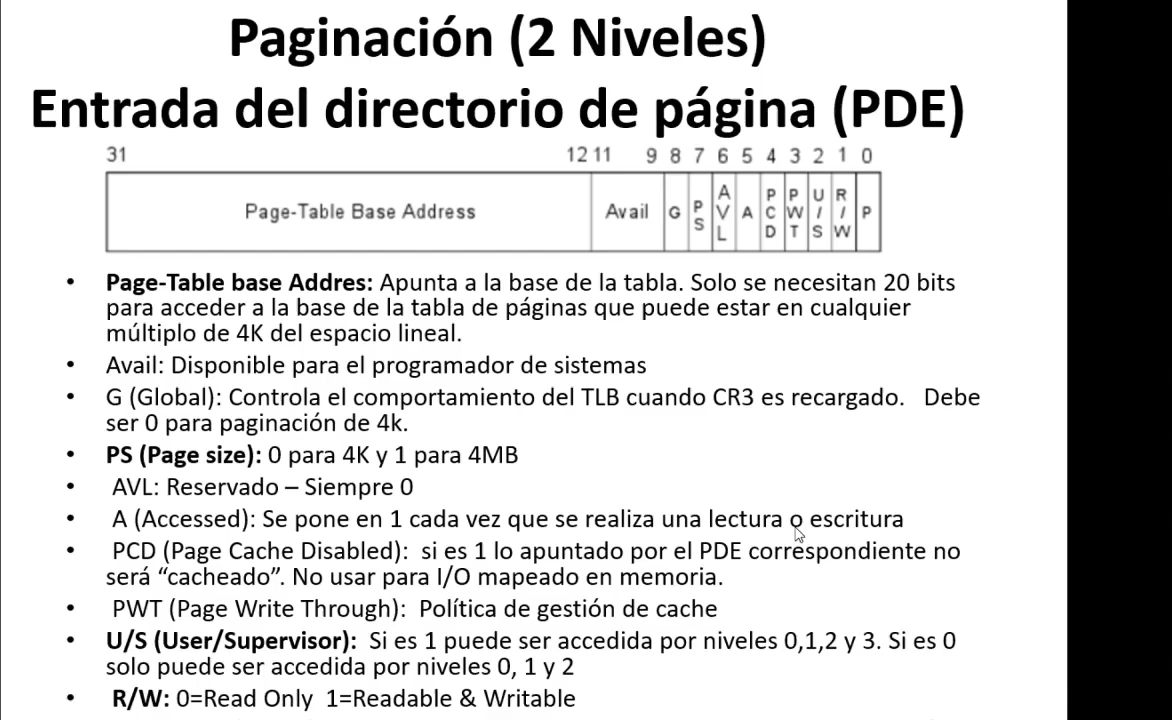 Paginación (2 Niveles)
Entrada del directorio de página (PDE)
31 12 11 9 8 7 6 5 4 3 2 1 0
Page-Table Base Address Avail G PS AVL A PCD PWT U/S R/W P
• Page-Table base Addres: Apunta a la base de la tabla. Solo se necesitan 20 bits
para acceder a la base de la tabla de páginas que puede estar en cualquier
múltiplo de 4K del espacio lineal.
• Avail: Disponible para el programador de sistemas
• G (Global): Controla el comportamiento del TLB cuando CR3 es recargado. Debe
ser 0 para paginación de 4k.
• PS (Page size): 0 para 4K y 1 para 4MB
• AVL: Reservado – Siempre 0
• A (Accessed): Se pone en 1 cada vez que se realiza una lectura o escritura
• PCD (Page Cache Disabled): si es 1 lo apuntado por el PDE correspondiente no
será “cacheado”. No usar para I/O mapeado en memoria.
• PWT (Page Write Through): Política de gestión de cache
• U/S (User/Supervisor): Si es 1 puede ser accedida por niveles 0,1,2 y 3. Si es 0
solo puede ser accedida por niveles 0, 1 y 2
• R/W: 0=Read Only 1=Readable & Writable